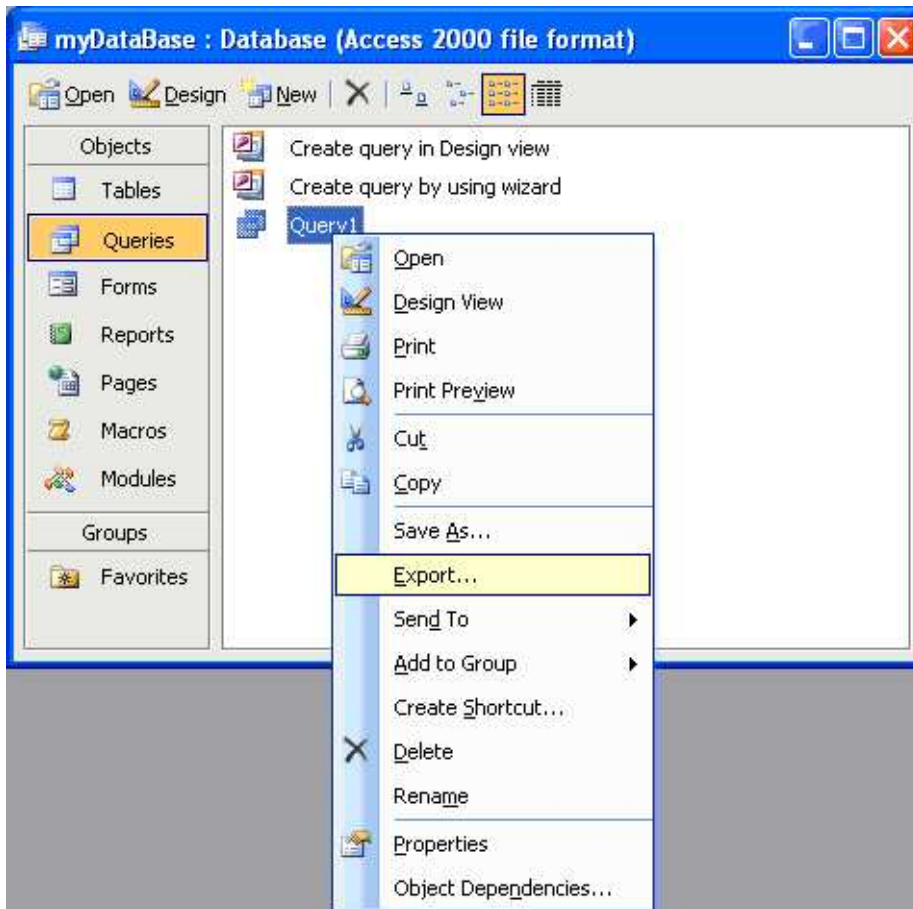 myDataBase : Database (Access 2000 file format)
Open Design New
Objects
Tables
Queries
Forms
Reports
Pages
Macros
Modules
Groups
Favorites
Create query in Design view
Create query by using wizard
Query1
Open
Design View
Print
Print Preview
Cut
Copy
Save As...
Export...
Send To
Add to Group
Create Shortcut...
Delete
Rename
Properties
Object Dependencies...